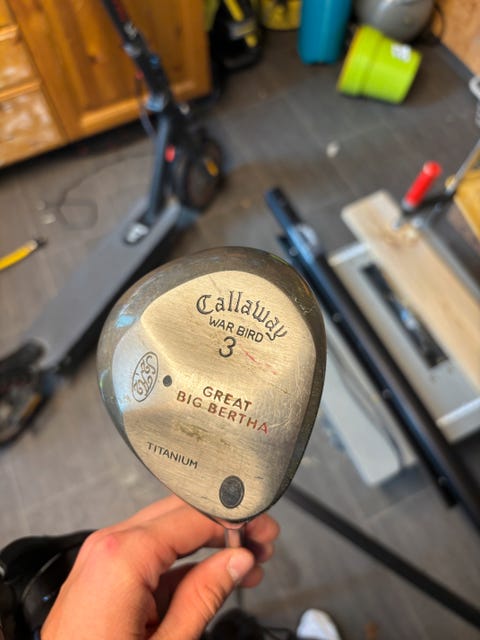 Callaway
WAR BIRD
3
GREAT
BIG BERTHA
TITANIUM